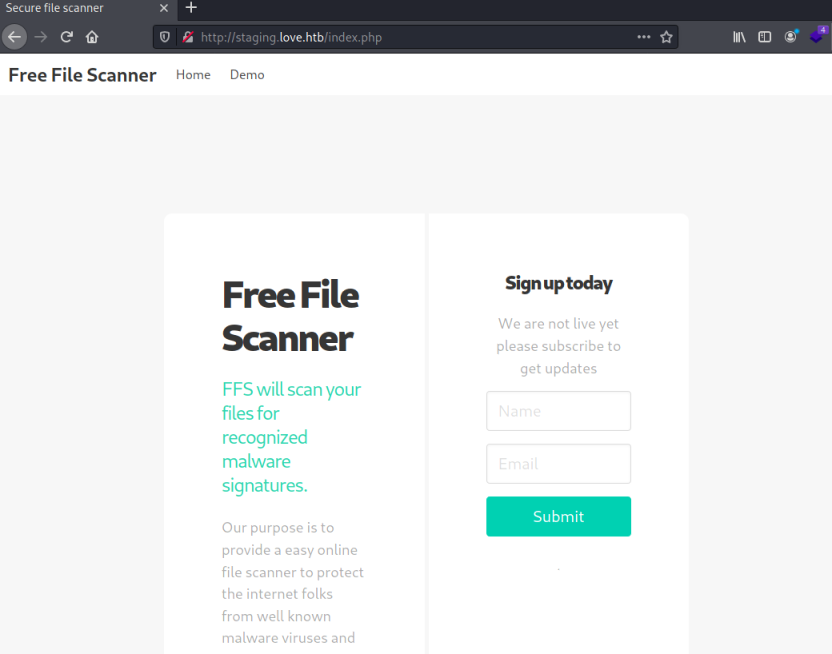 Secure file scanner
http://staging.love.htb/index.php
4
Free File Scanner Home Demo
Free File
Scanner
FFS will scan your
files for
recognized
malware
signatures.
Our purpose is to
provide a easy online
file scanner to protect
the internet folks
from well known
malware viruses and
Sign up today
We are not live yet
please subscribe to
get updates
Name
Email
Submit
.